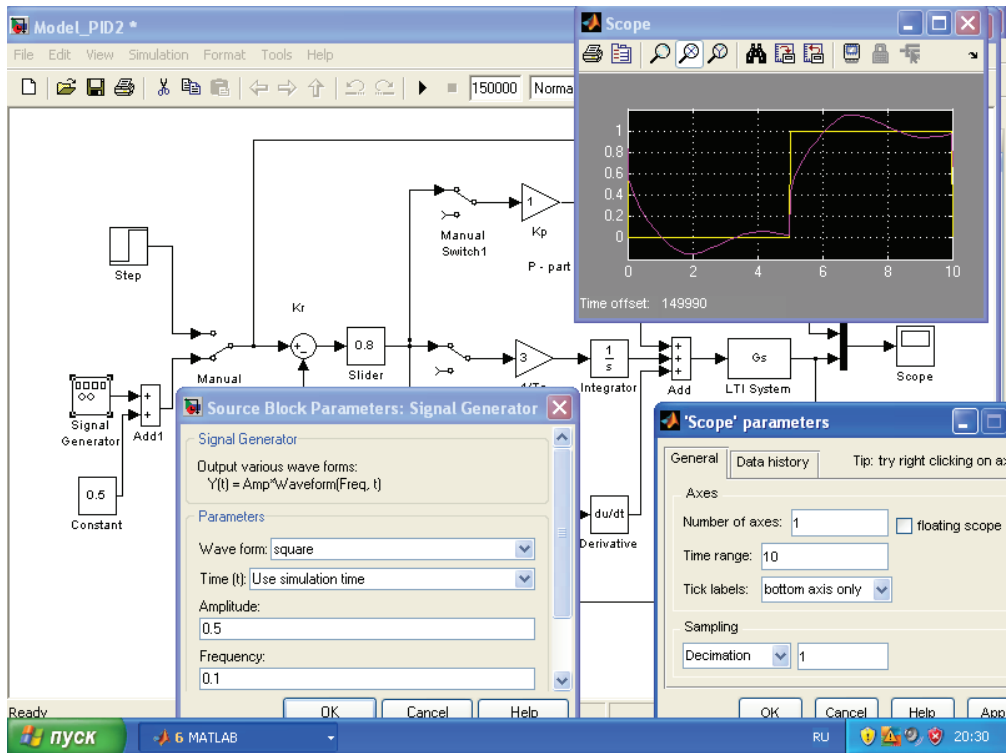 Model_PID2 *
File Edit View Simulation Format Tools Help
150000 Norma
Scope
1
0.8
0.6
0.4
0.2
0
0 2 4 6 8 10
Time offset: 149990
Step
Manual
Switch1
1
Kp
P - part
Kr
0.8
Slider
Manual
3
1
s
Integrator
Add
Gs
LTI System
Scope
Signal
Generator
Add1
0.5
Constant
du/dt
Derivative
Source Block Parameters: Signal Generator
Signal Generator
Output various wave forms:
Y(t) = Amp*Waveform(Freq, t)
Parameters
Wave form: square
Time (t): Use simulation time
Amplitude:
0.5
Frequency:
0.1
OK Cancel Help
'Scope' parameters
General Data history Tip: try right clicking on ax
Axes
Number of axes: 1 floating scope
Time range: 10
Tick labels: bottom axis only
Sampling
Decimation 1
OK Cancel Help App
Ready
пуск 6 MATLAB RU 20:30